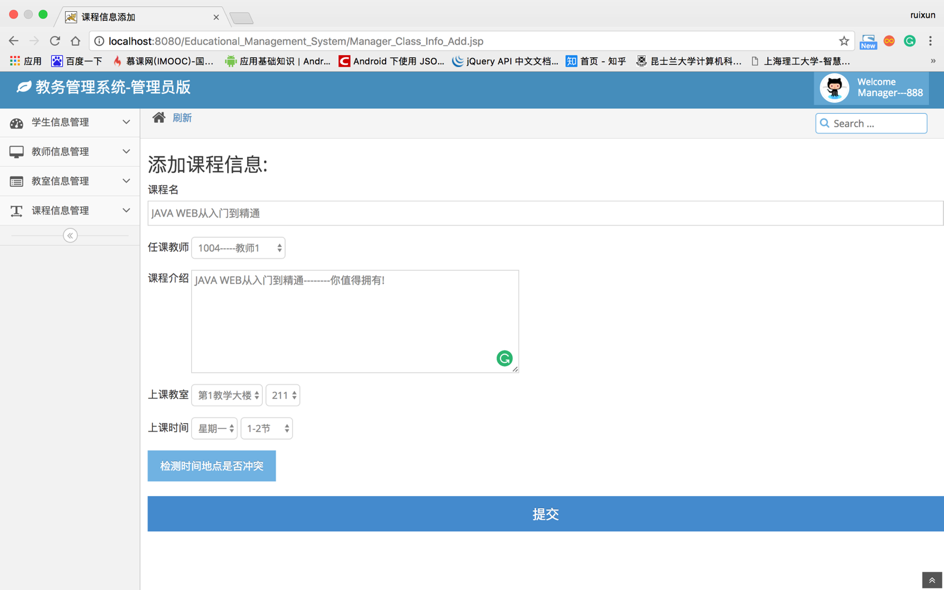 课程信息添加
ruixun
localhost:8080/Educational_Management_System/Manager_Class_Info_Add.jsp
New
应用 百度一下 慕课网(IMOOC)-国... 应用基础知识 | Andr... Android 下使用 JSO... jQuery API 中文文档... 知 首页 - 知乎 昆士兰大学计算机科... 上海理工大学-智慧...
教务管理系统-管理员版
Welcome
Manager---888
学生信息管理
教师信息管理
教室信息管理
课程信息管理
刷新
Search ...
添加课程信息:
课程名
JAVA WEB从入门到精通
任课教师 1004-----教师1
课程介绍 JAVA WEB从入门到精通--------你值得拥有!
上课教室 第1教学大楼 211
上课时间 星期一 1-2节
检测时间地点是否冲突
提交